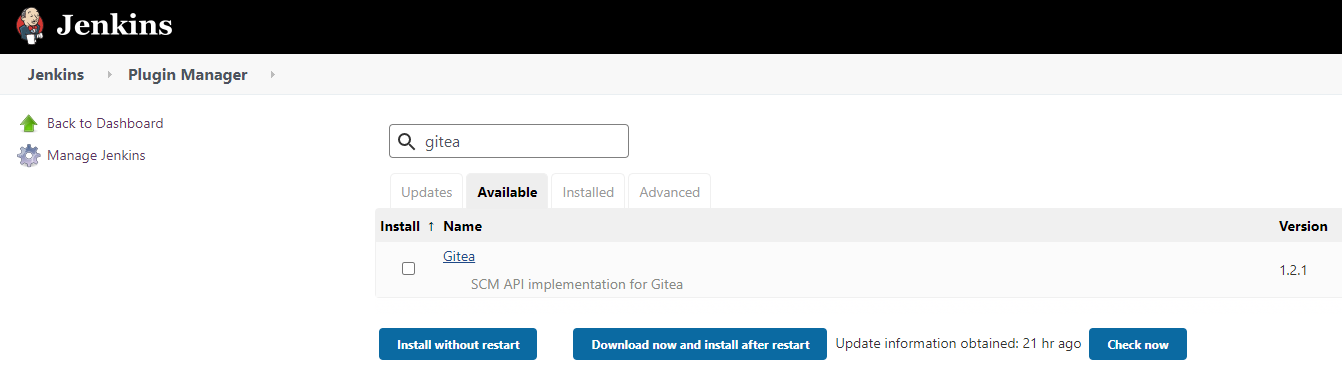 Jenkins
Jenkins Plugin Manager
Back to Dashboard
Manage Jenkins
gitea
Updates Available Installed Advanced
Install ↑ Name Version
Gitea
SCM API implementation for Gitea
1.2.1
Install without restart Download now and install after restart Update information obtained: 21 hr ago Check now